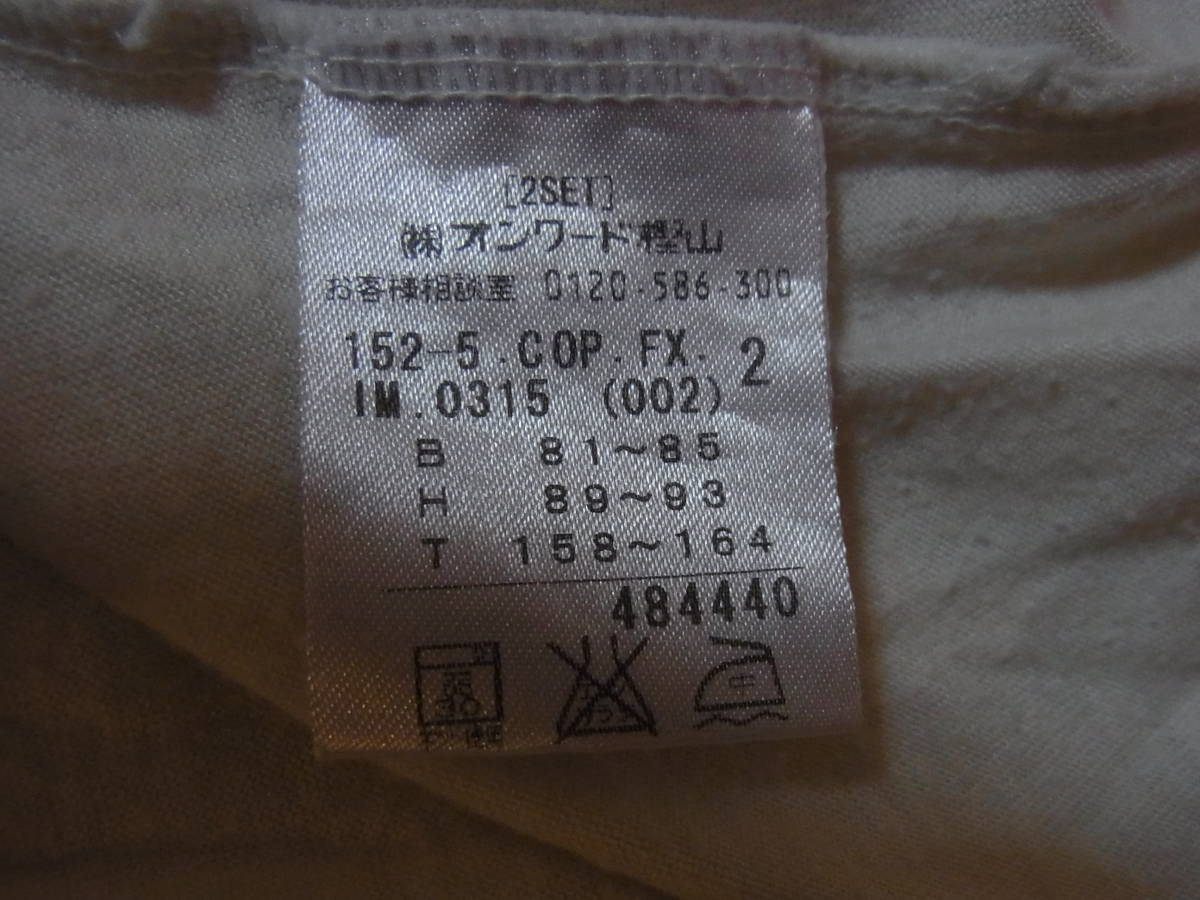 [2SET]
㈱オンワード樫山
お客様相談室 0120-586-300
152-5.COP.FX. 2
IM.0315 (002)
B 81～85
H 89～93
T 158～164
484440
中